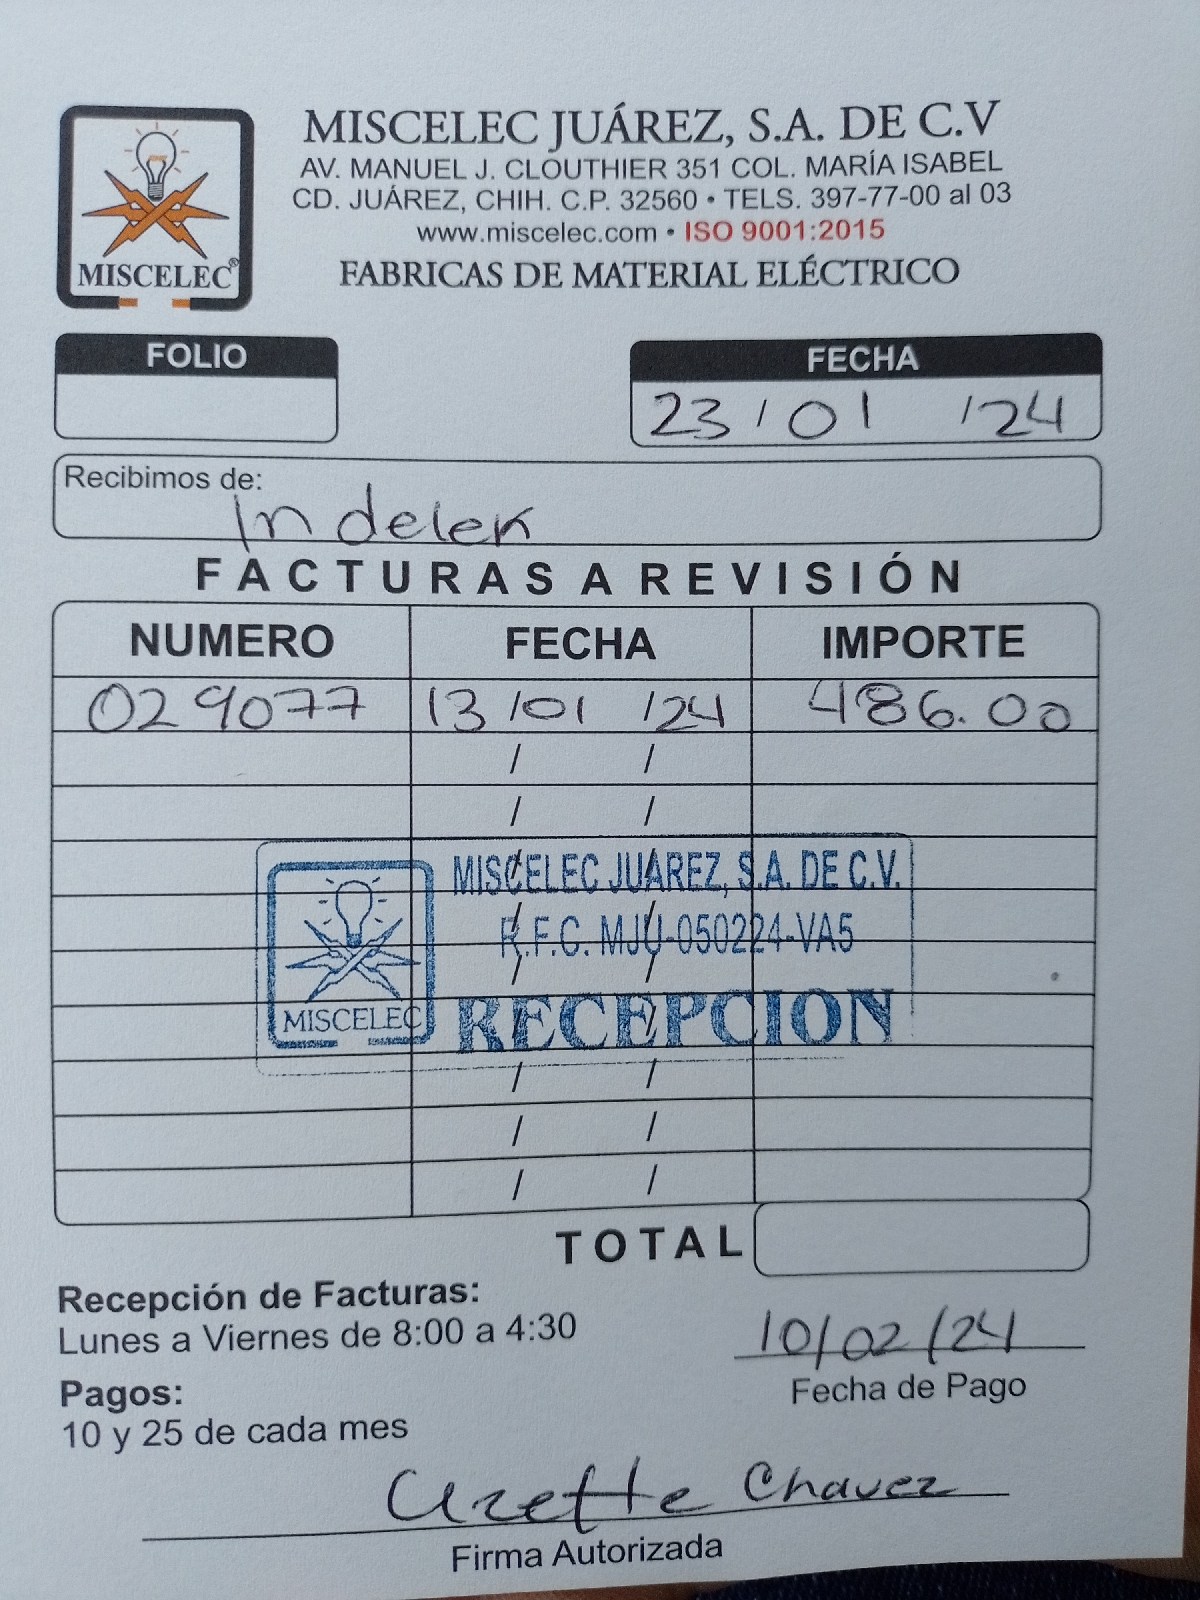 MISCELEC®
MISCELEC JUÁREZ, S.A. DE C.V
AV. MANUEL J. CLOUTHIER 351 COL. MARÍA ISABEL
CD. JUÁREZ, CHIH. C.P. 32560 • TELS. 397-77-00 al 03
www.miscelec.com • ISO 9001:2015
FABRICAS DE MATERIAL ELÉCTRICO
FOLIO
FECHA
23/01/24
Recibimos de:
Indelek
FACTURAS A REVISIÓN
NUMERO FECHA IMPORTE
029077 13/01/24 486.00
/ /
/ /
/ /
/ /
/ /
/ /
/ /
/ /
/ /
MISCELEC JUÁREZ, S.A. DE C.V.
R.F.C. MJU-050224-VA5
MISCELEC
RECEPCION
TOTAL
Recepción de Facturas:
Lunes a Viernes de 8:00 a 4:30
10/02/24
Fecha de Pago
Pagos:
10 y 25 de cada mes
Chavez
Firma Autorizada